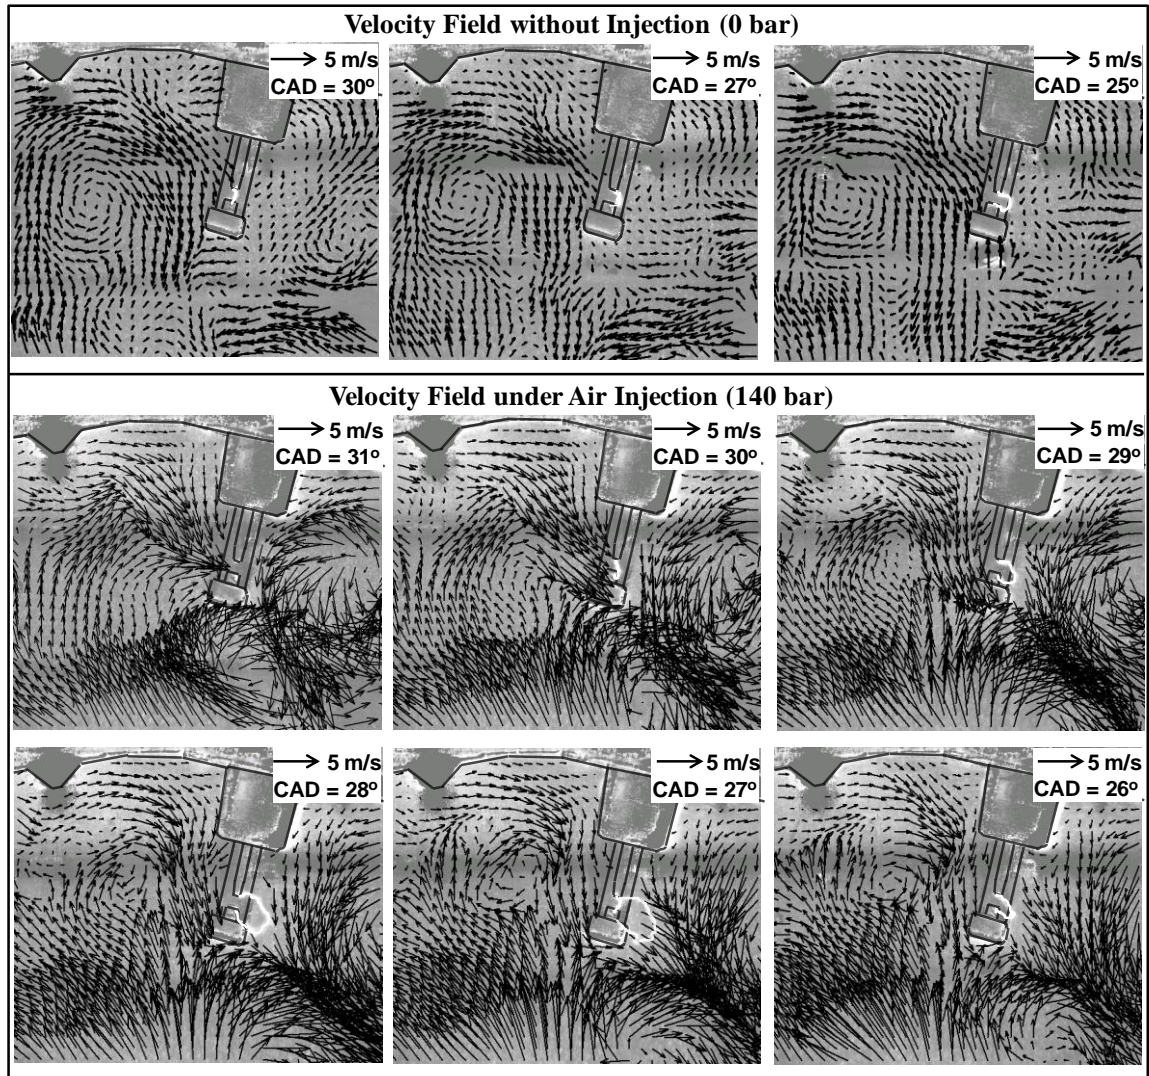 Velocity Field without Injection (0 bar)
5 m/s
CAD = 30º
5 m/s
CAD = 27º
5 m/s
CAD = 25º
Velocity Field under Air Injection (140 bar)
5 m/s
CAD = 31º
5 m/s
CAD = 30º
5 m/s
CAD = 29º
5 m/s
CAD = 28º
5 m/s
CAD = 27º
5 m/s
CAD = 26º